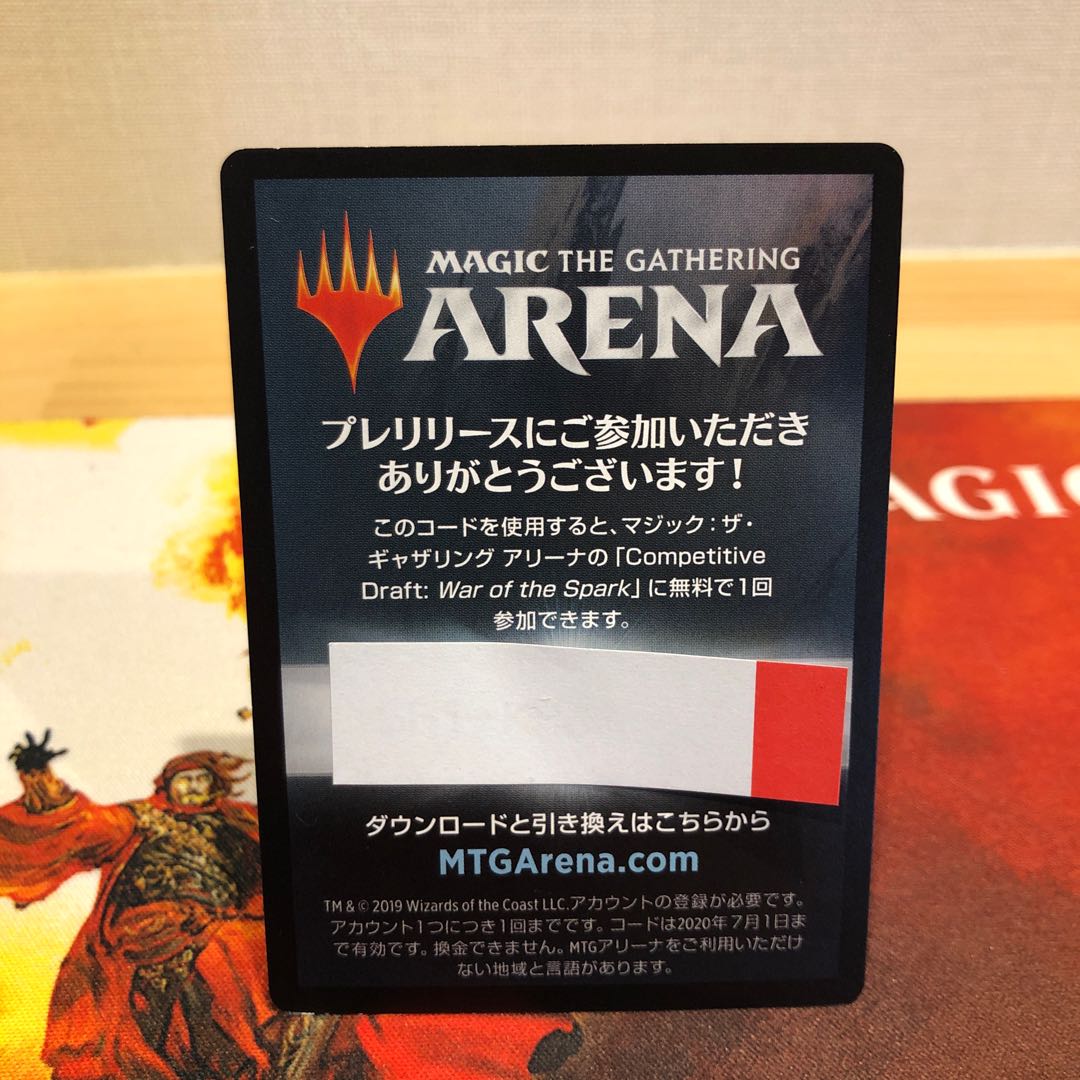 MAGIC THE GATHERING
ARENA
プレリリースにご参加いただき
ありがとうございます!
このコードを使用すると、マジック:ザ・
ギャザリング アリーナの「Competitive
Draft: War of the Spark」に無料で1回
参加できます。
ダウンロードと引き換えはこちらから
MTGArena.com
TM & © 2019 Wizards of the Coast LLC.アカウントの登録が必要です。
アカウント1つにつき1回までです。コードは2020年7月1日ま
で有効です。換金できません。MTGアリーナをご利用いただけ
ない地域と言語があります。
AGIC